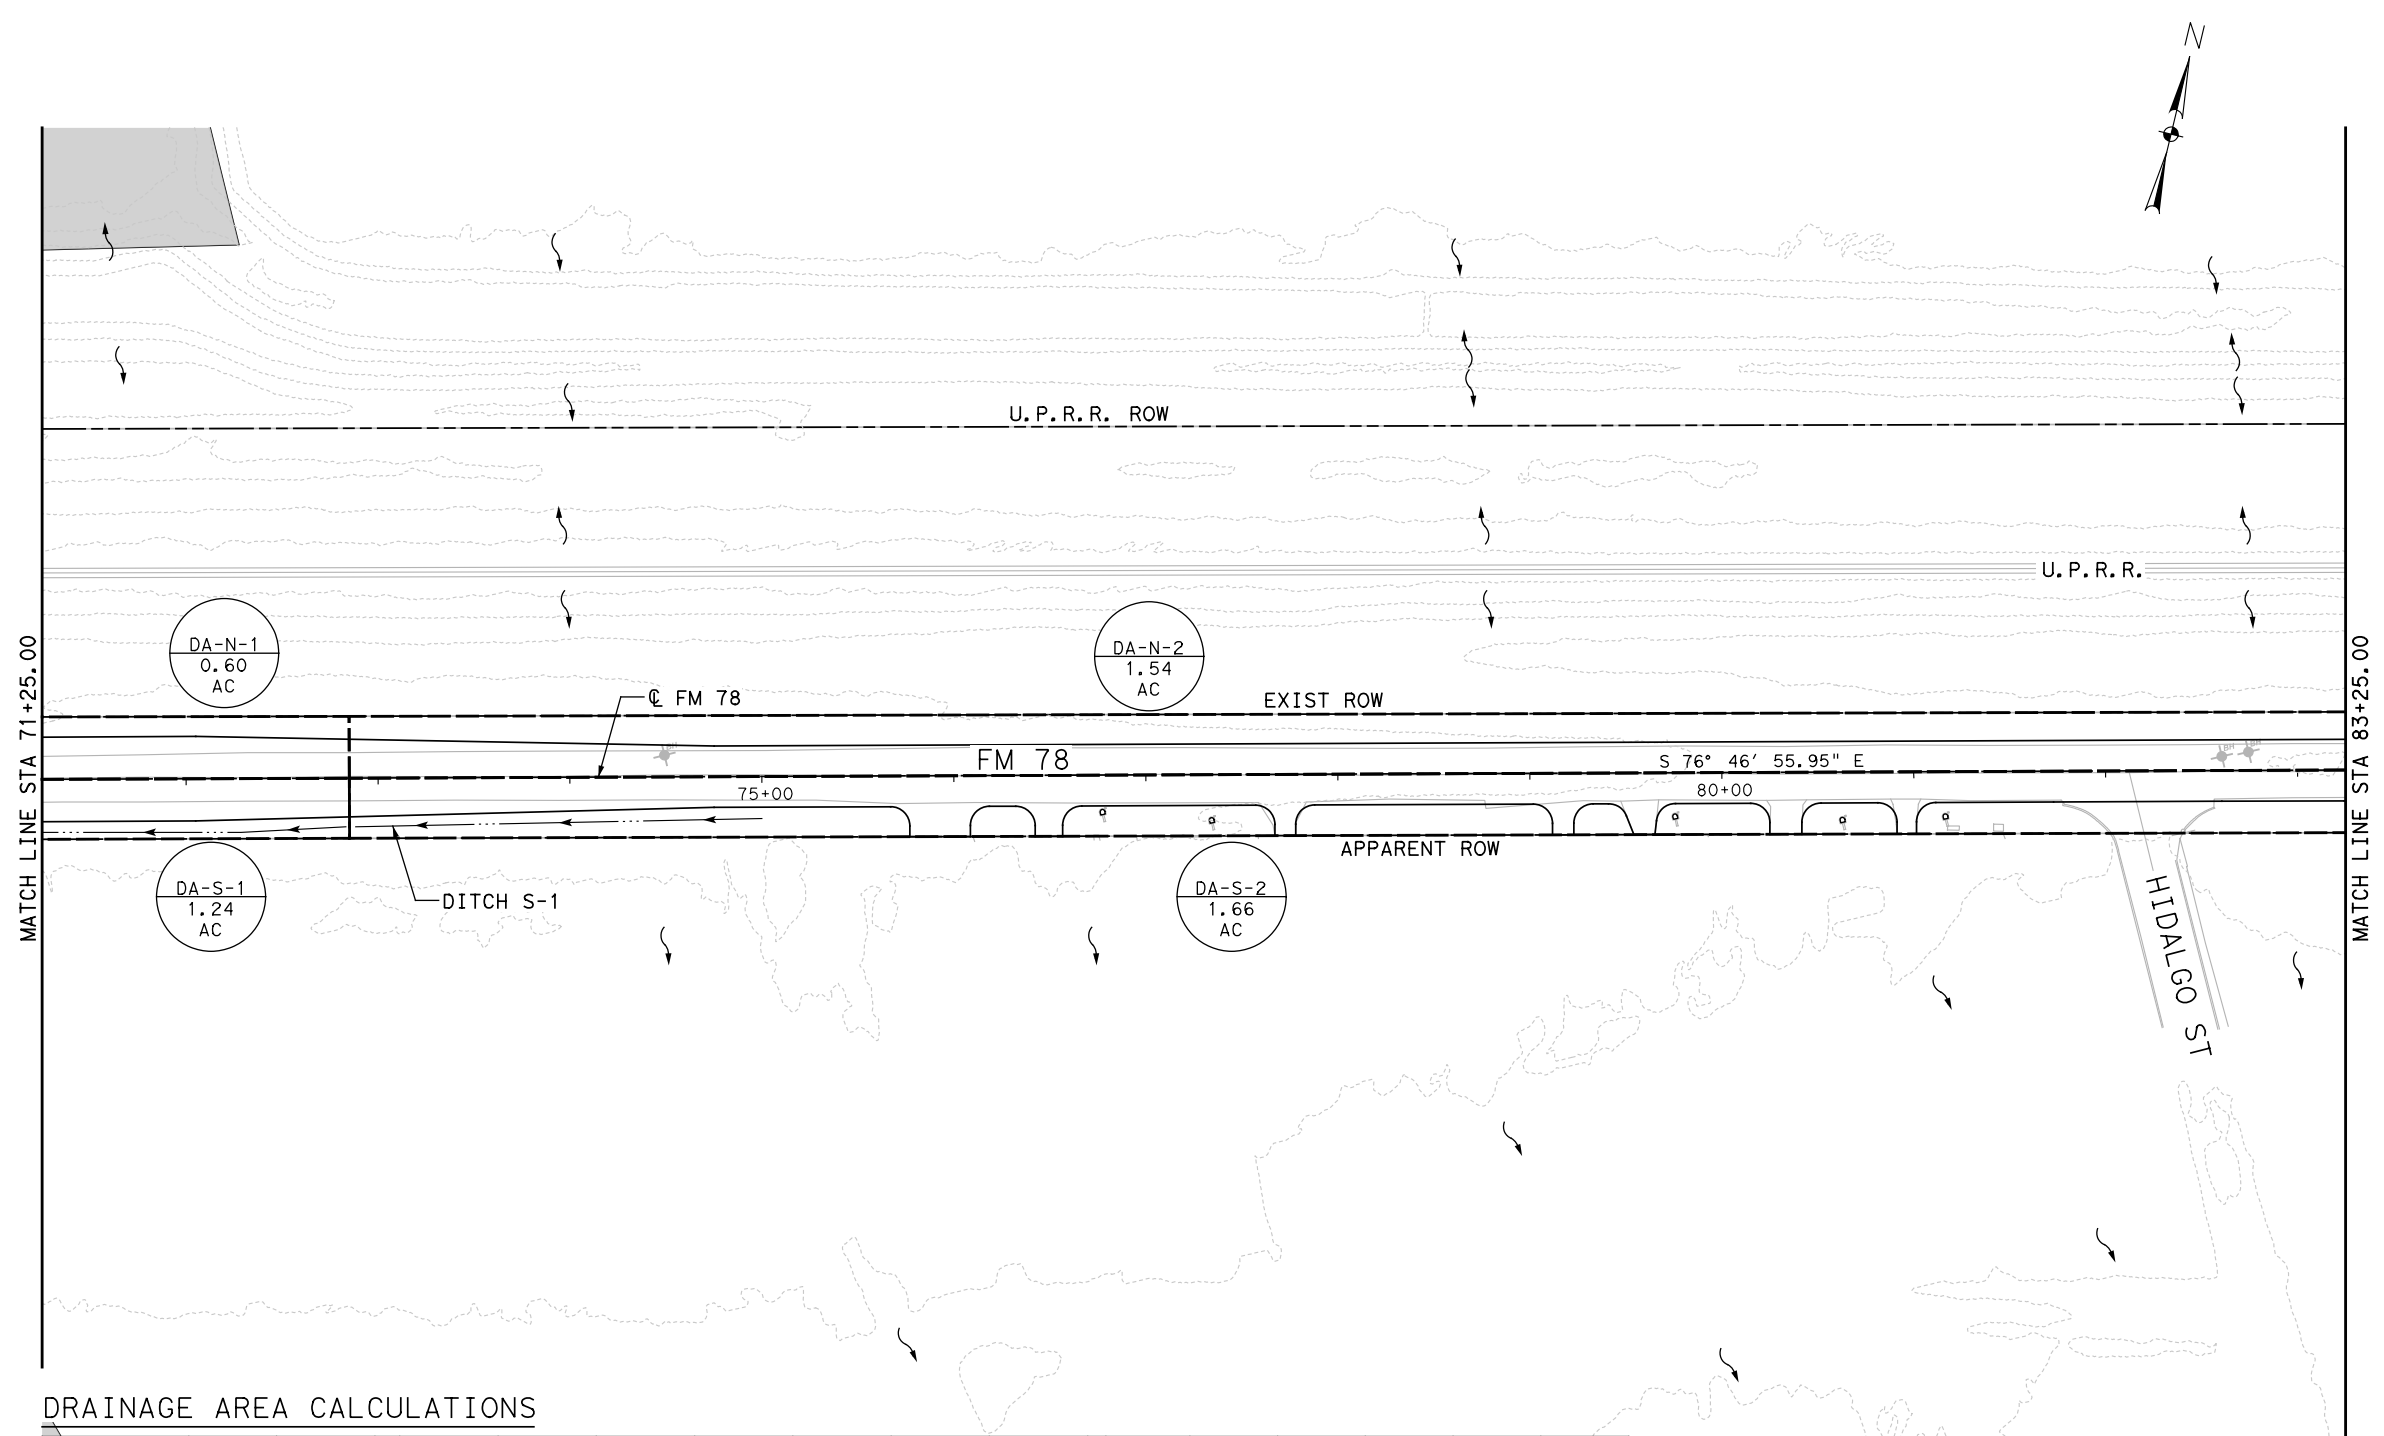 N
U.P.R.R. ROW
U.P.R.R.
DA-N-1
0.60
AC
DA-N-2
1.54
AC
℄ FM 78
EXIST ROW
FM 78
S 76° 46' 55.95" E
75+00
80+00
APPARENT ROW
DA-S-1
1.24
AC
DITCH S-1
DA-S-2
1.66
AC
HIDALGO ST
MATCH LINE STA 71+25.00
MATCH LINE STA 83+25.00
DRAINAGE AREA CALCULATIONS